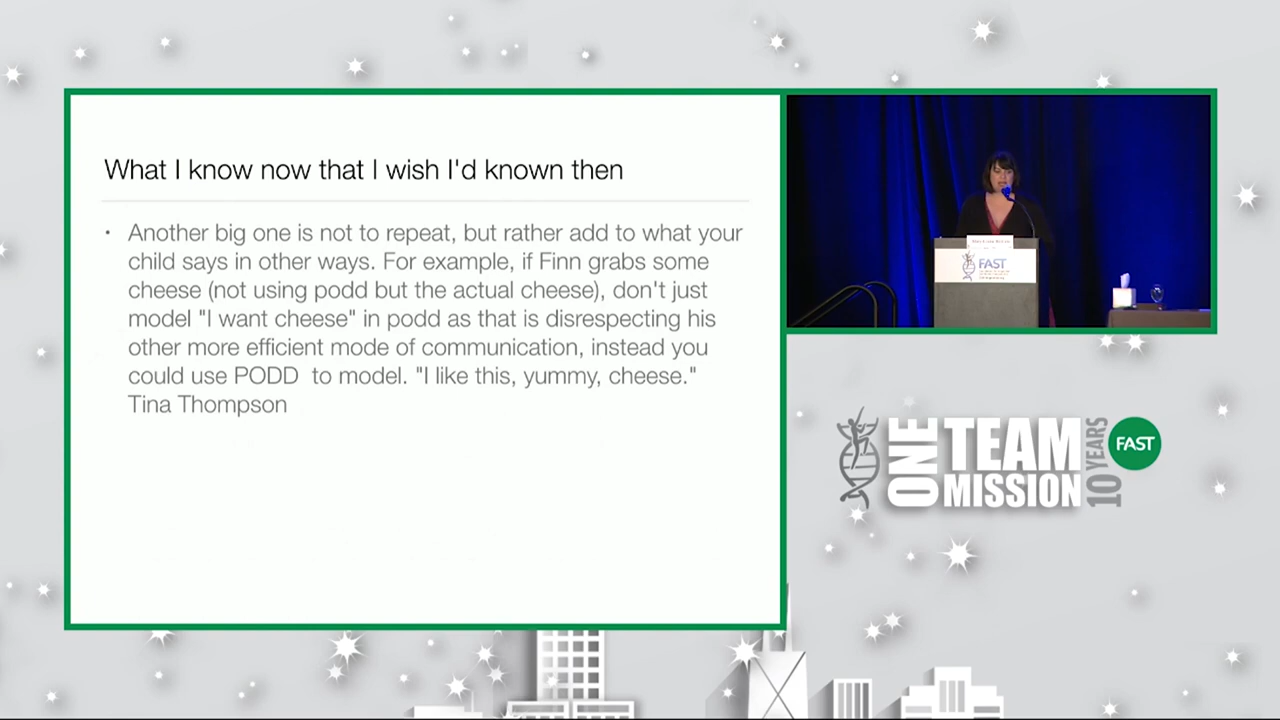 What I know now that I wish I'd known then
• Another big one is not to repeat, but rather add to what your
child says in other ways. For example, if Finn grabs some
cheese (not using podd but the actual cheese), don't just
model "I want cheese" in podd as that is disrespecting his
other more efficient mode of communication, instead you
could use PODD  to model. "I like this, yummy, cheese."
Tina Thompson
FAST
ONE
TEAM
MISSION
10 YEARS
FAST